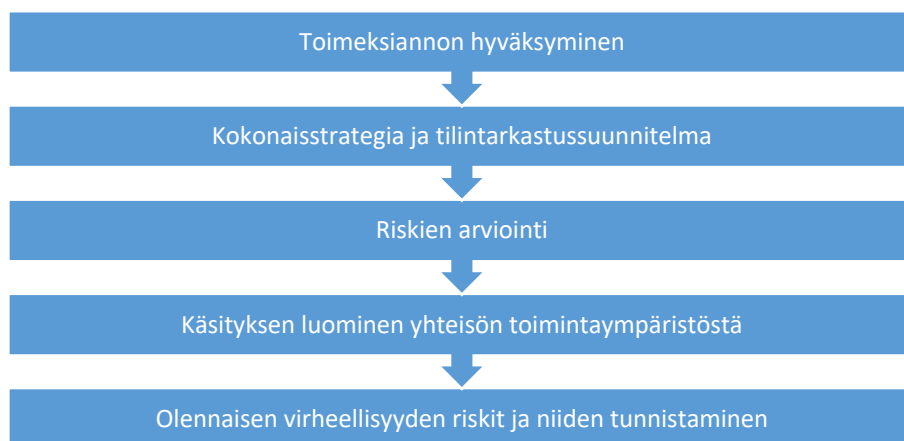 Toimeksiannon hyväksyminen
Kokonaisstrategia ja tilintarkastussuunnitelma
Riskien arviointi
Käsityksen luominen yhteisön toimintaympäristöstä
Olennaisen virheellisyyden riskit ja niiden tunnistaminen